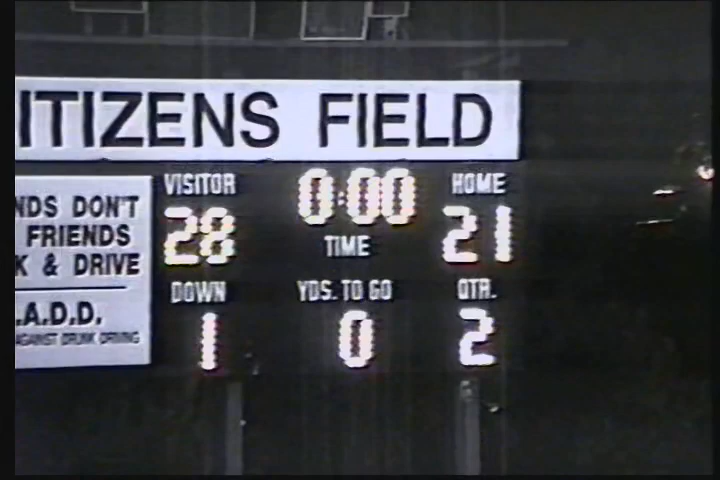 ITIZENS FIELD
NDS DON'T
FRIENDS
K & DRIVE
.A.D.D.
AGAINST DRUNK DRIVING
VISITOR 0:00 HOME
28 TIME 21
DOWN YDS. TO GO QTR.
1 0 2